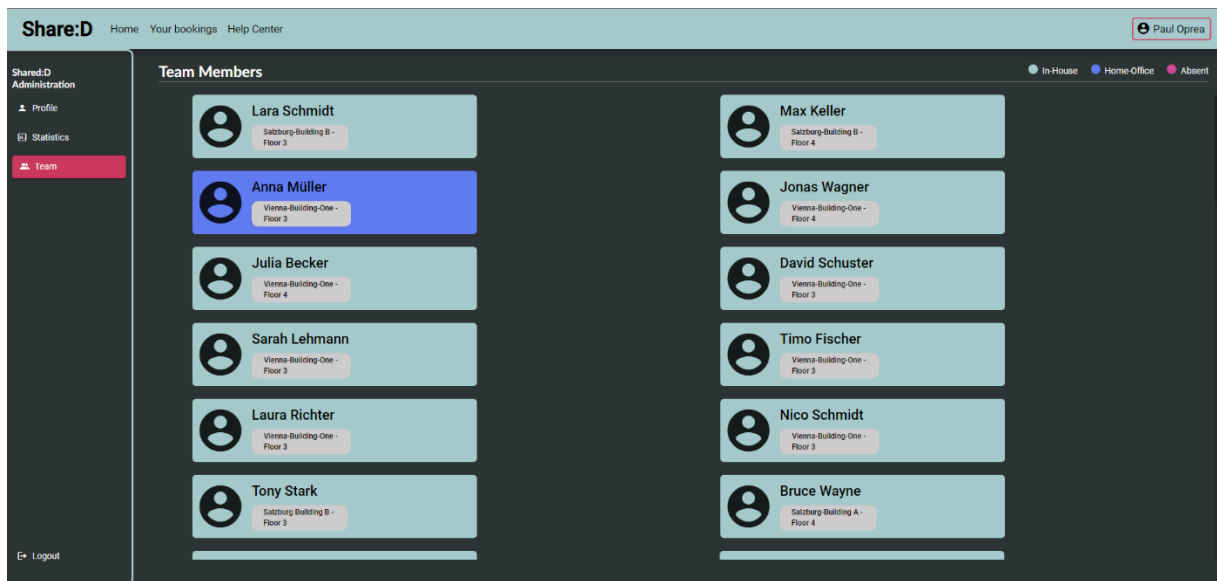 Share:D Home Your bookings Help Center Paul Oprea
Shared:D
Administration
Profile
Statistics
Team
Logout
Team Members
In-House Home-Office Absent
Lara Schmidt
Salzburg-Building B -
Floor 3
Max Keller
Salzburg-Building B -
Floor 4
Anna Müller
Vienna-Building-One -
Floor 3
Jonas Wagner
Vienna-Building-One -
Floor 4
Julia Becker
Vienna-Building-One -
Floor 4
David Schuster
Vienna-Building-One -
Floor 3
Sarah Lehmann
Vienna-Building-One -
Floor 3
Timo Fischer
Vienna-Building-One -
Floor 3
Laura Richter
Vienna-Building-One -
Floor 3
Nico Schmidt
Vienna-Building-One -
Floor 3
Tony Stark
Salzburg Building B -
Floor 3
Bruce Wayne
Salzburg-Building A -
Floor 4